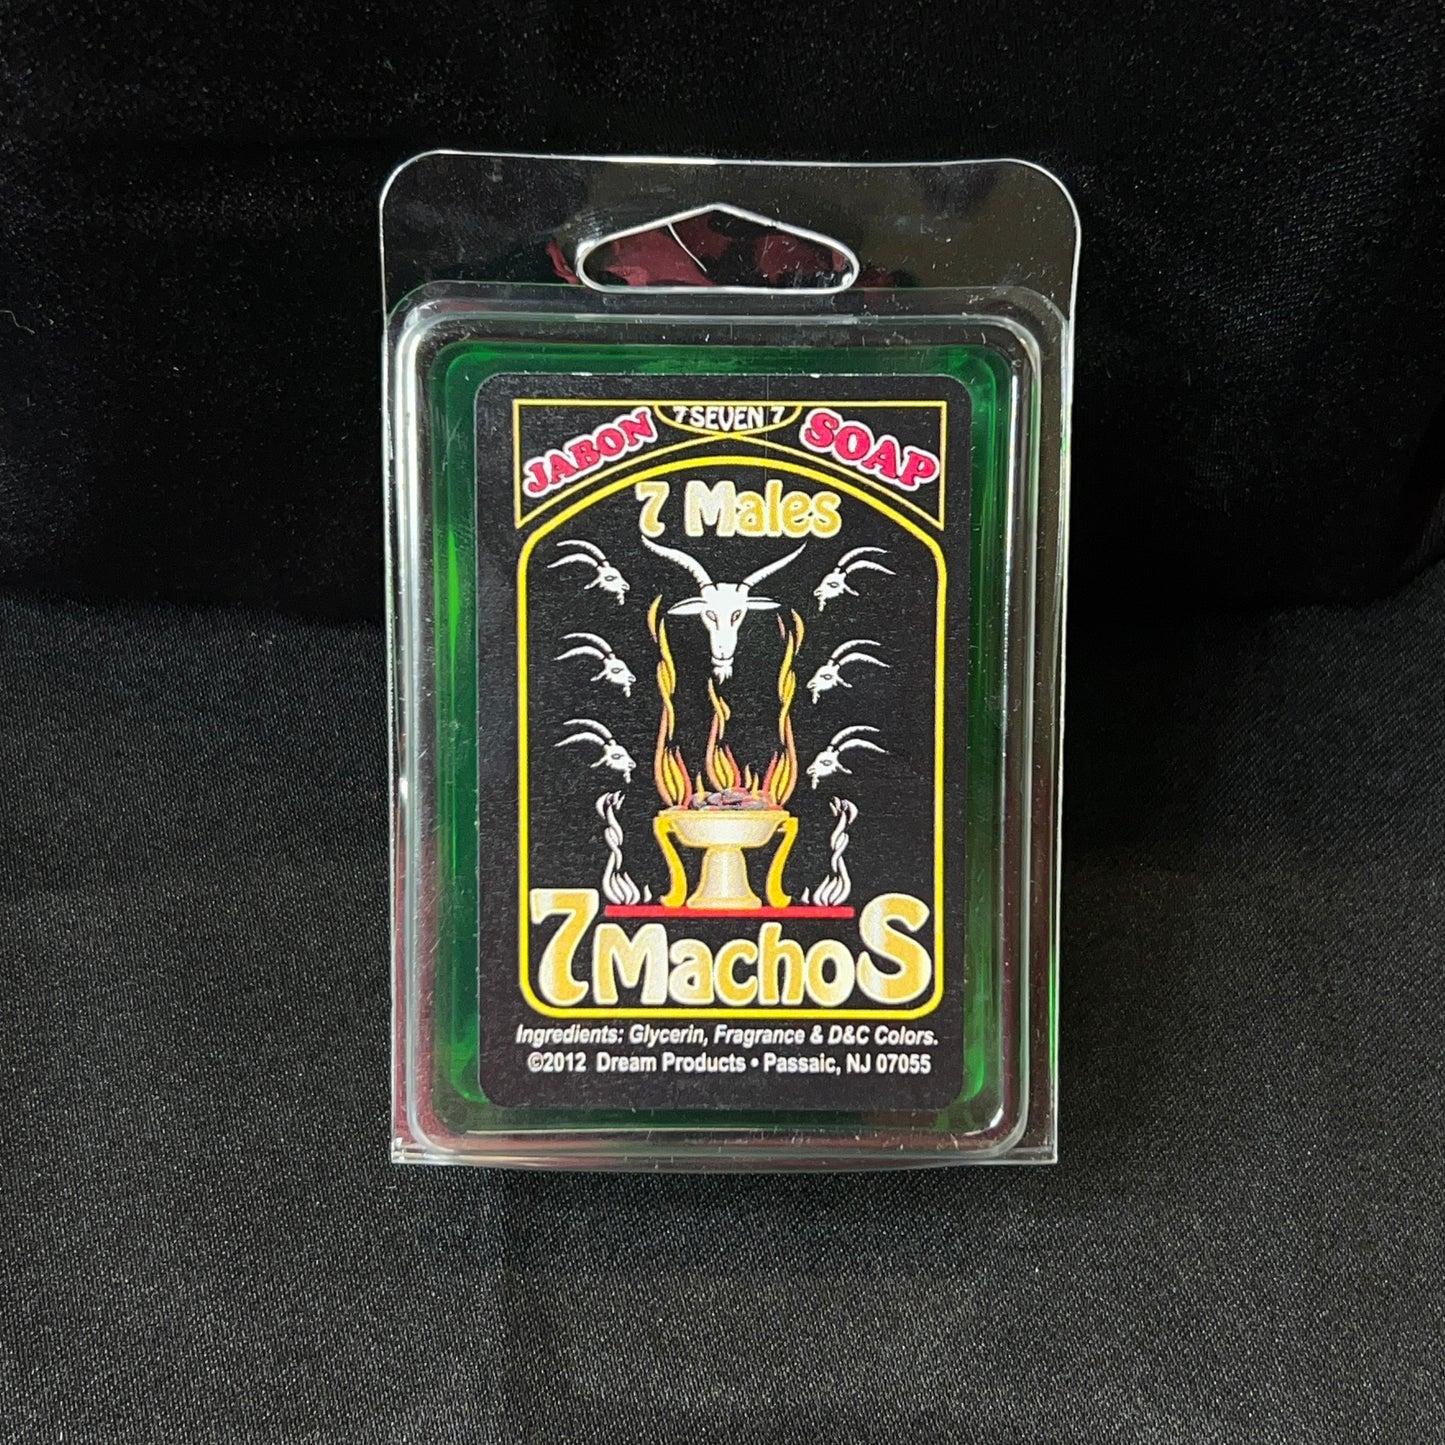 7 SEVEN 7
JABON SOAP
7 Males
7MachoS
Ingredients: Glycerin, Fragrance & D&C Colors.
©2012 Dream Products • Passaic, NJ 07055